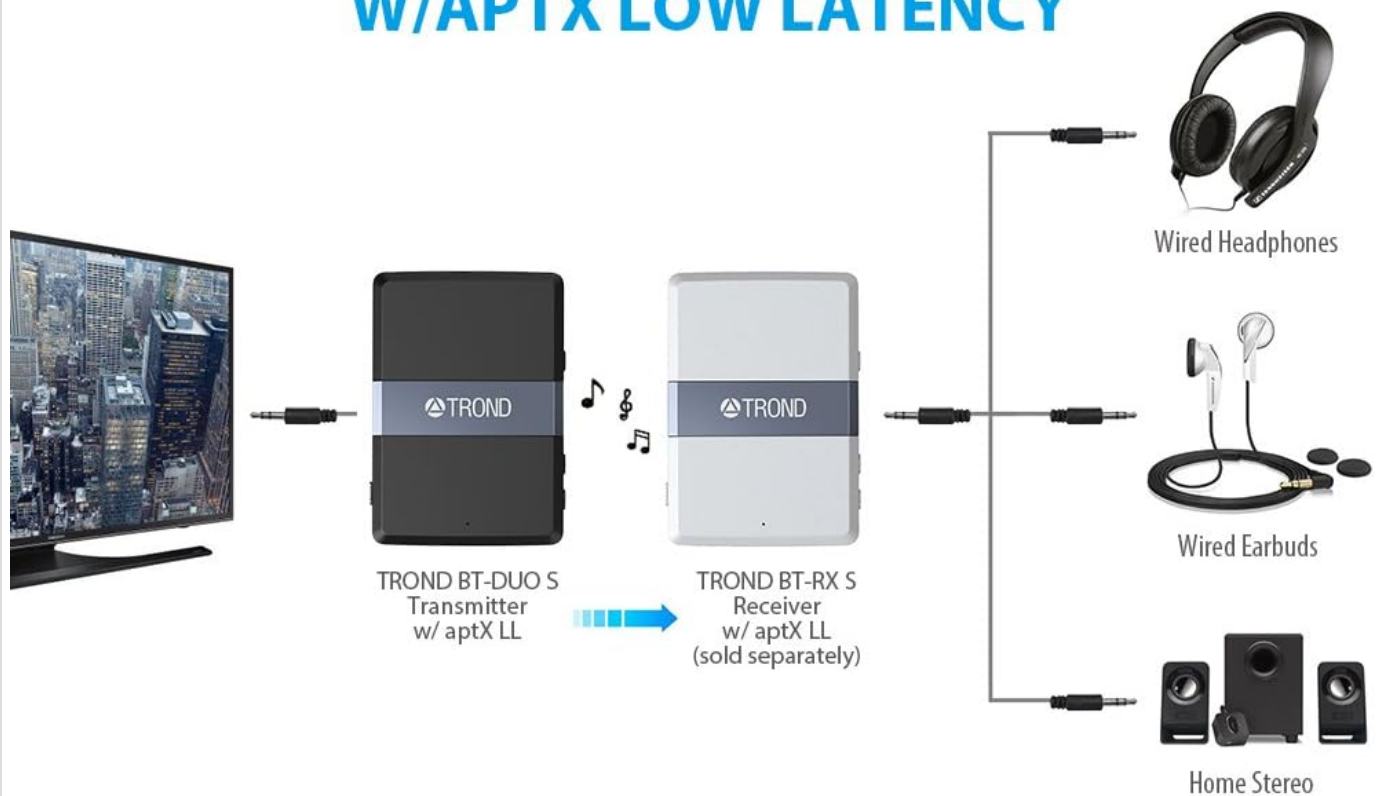 W/APTX LOW LATENCY
Wired Headphones
TROND
TROND
Wired Earbuds
TROND BT-DUO S
Transmitter
w/ aptX LL
TROND BT-RX S
Receiver
w/ aptX LL
(sold separately)
Home Stereo